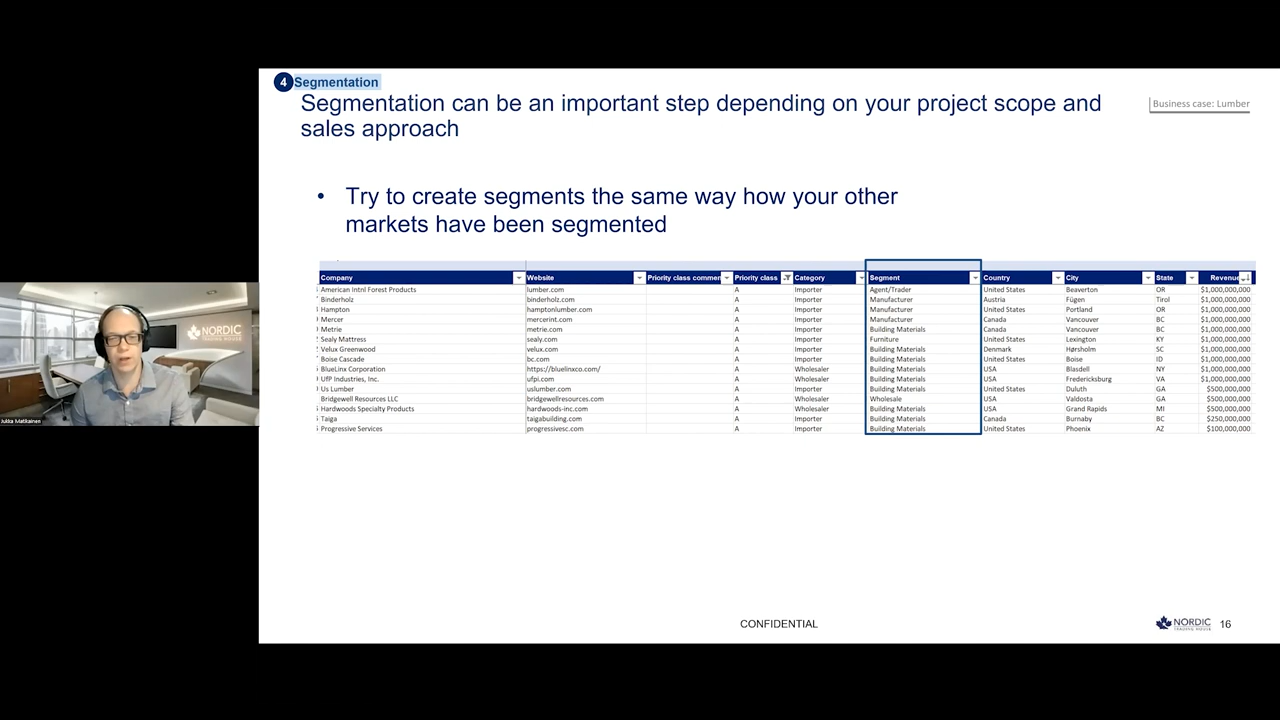 4 Segmentation
Segmentation can be an important step depending on your project scope and
sales approach
Business case: Lumber
• Try to create segments the same way how your other
markets have been segmented
Company Website Priority class commen Priority class Category Segment Country City State Revenue
American Intnl Forest Products lumber.com A Importer Agent/Trader United States Beaverton OR $1,000,000,000
Binderholz binderholz.com A Importer Manufacturer Austria Fügen Tirol $1,000,000,000
Hampton hamptonlumber.com A Importer Manufacturer United States Portland OR $1,000,000,000
Mercer mercerint.com A Importer Manufacturer Canada Vancouver BC $1,000,000,000
Metrie metrie.com A Importer Building Materials Canada Vancouver BC $1,000,000,000
Sealy Mattress sealy.com A Importer Furniture United States Lexington KY $1,000,000,000
Velux Greenwood velux.com A Importer Building Materials Denmark Hørsholm SC $1,000,000,000
Boise Cascade bc.com A Importer Building Materials United States Boise ID $1,000,000,000
BlueLinx Corporation https://bluelinxco.com/ A Wholesaler Building Materials USA Blasdell NY $1,000,000,000
UfP Industries, Inc. ufpi.com A Wholesaler Building Materials USA Fredericksburg VA $1,000,000,000
Us Lumber uslumber.com A Importer Building Materials United States Duluth GA $500,000,000
Bridgewell Resources LLC bridgewellresources.com A Wholesaler Wholesale USA Valdosta GA $500,000,000
Hardwoods Specialty Products hardwoods-inc.com A Wholesaler Building Materials USA Grand Rapids MI $500,000,000
Taiga taigabuilding.com A Importer Building Materials Canada Burnaby BC $250,000,000
Progressive Services progressivesc.com A Importer Building Materials United States Phoenix AZ $100,000,000
NORDIC
TRADING HOUSE
Jukka Matikainen
CONFIDENTIAL
NORDIC
TRADING HOUSE
16